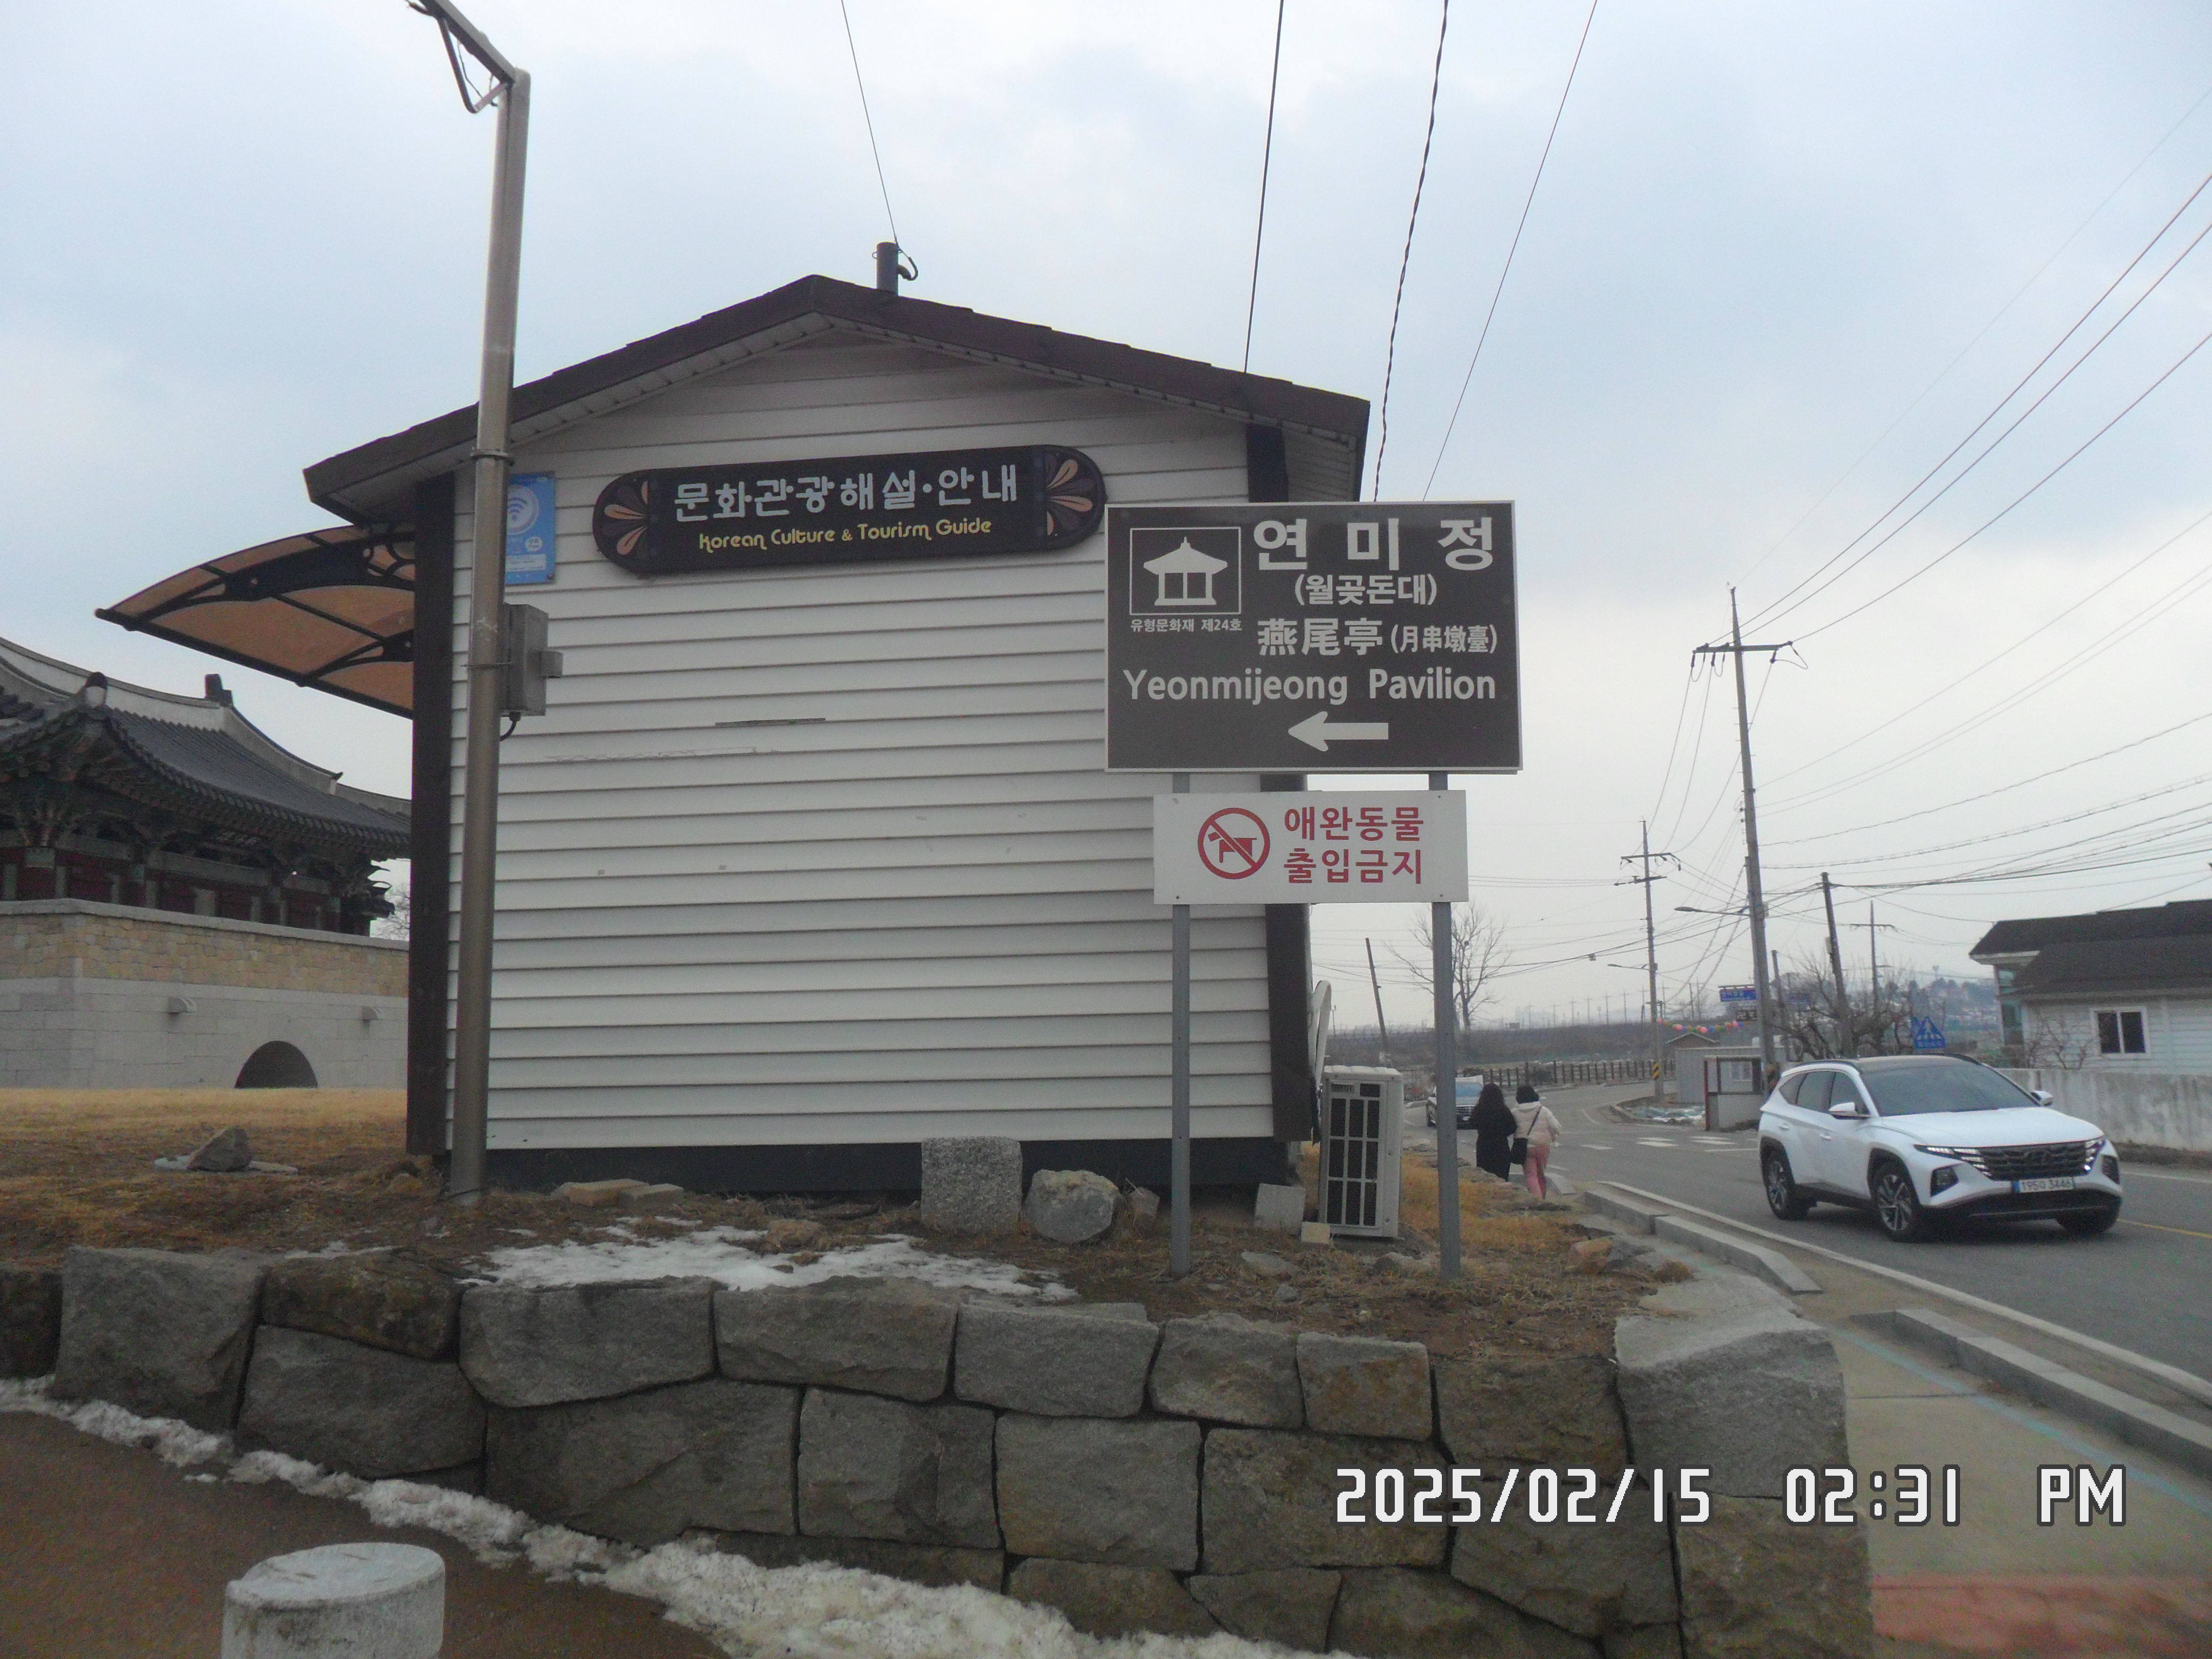 문화관광해설·안내
Korean Culture & Tourism Guide
연미정
(월곶돈대)
유형문화재 제24호
燕尾亭 (月串墩臺)
Yeonmijeong Pavilion
애완동물
출입금지
2025/02/15 02:31 PM